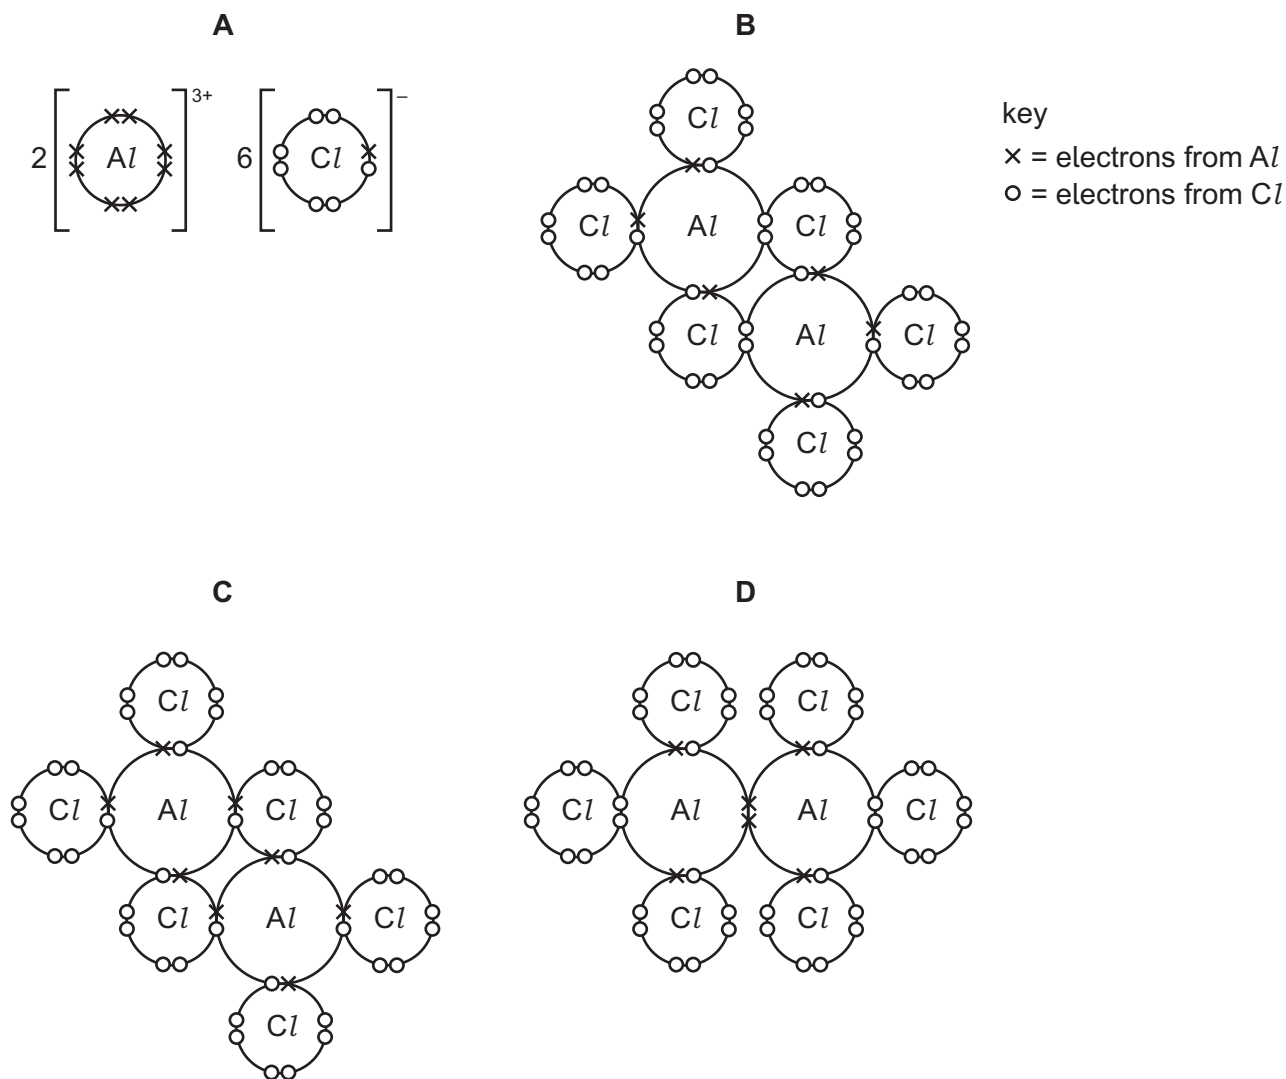 A
B
2 [Al]3+ 6 [Cl]–
Cl
Cl Al Cl
Cl Al Cl
Cl
key
× = electrons from Al
○ = electrons from Cl
C
D
Cl
Cl Al Cl
Cl Al Cl
Cl
Cl Cl
Cl Al Al Cl
Cl Cl